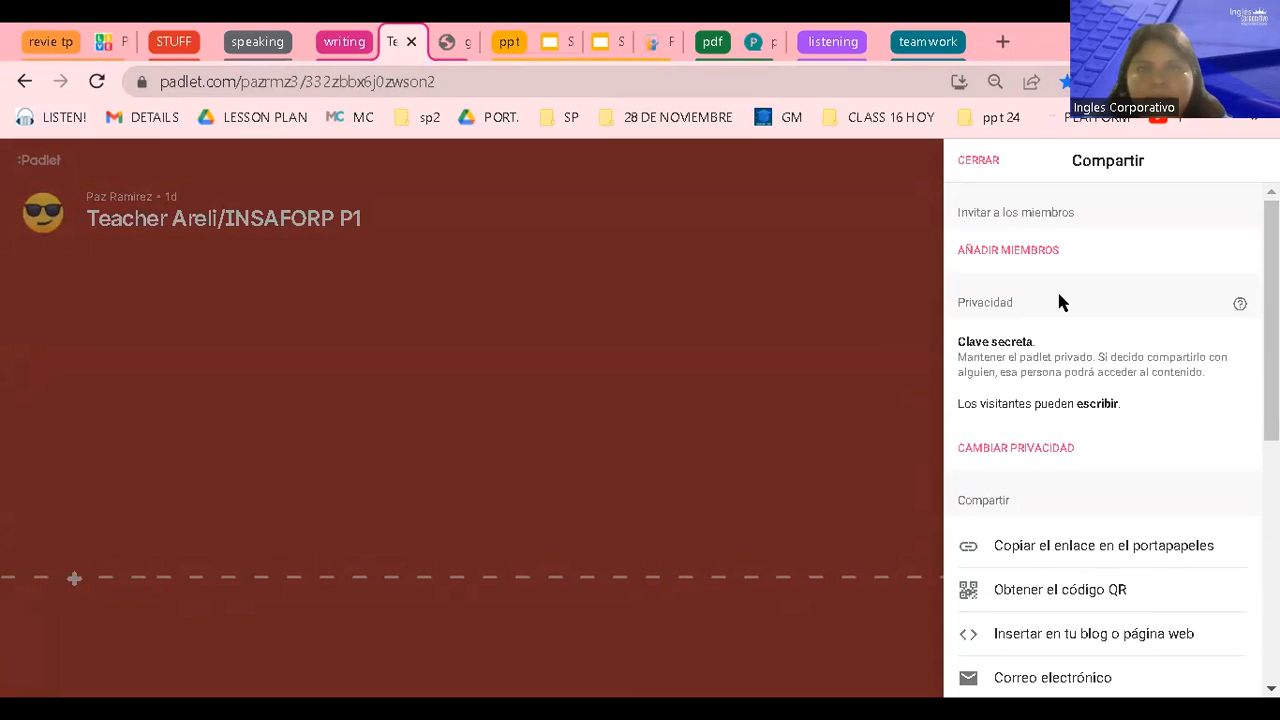 revie tp
P
STUFF
speaking
writing
Te
g
ppt
S
S
P
pdf
p
listening
teamwork
padlet.com/pazrmz3/332zbbx6j0zwson2
LISTEN!
DETAILS
LESSON PLAN
MC
MC
sp2
PORT.
SP
28 DE NOVIEMBRE
GM
CLASS 16 HOY
ppt 24
Ingles
Ingles Corporativo
:Padlet
Paz Ramirez • 1d
Teacher Areli/INSAFORP P1
CERRAR
Compartir
Invitar a los miembros
AÑADIR MIEMBROS
Privacidad
Clave secreta.
Mantener el padlet privado. Si decido compartirlo con
alguien, esa persona podrá acceder al contenido.
Los visitantes pueden escribir.
CAMBIAR PRIVACIDAD
Compartir
Copiar el enlace en el portapapeles
Obtener el código QR
Insertar en tu blog o página web
Correo electrónico